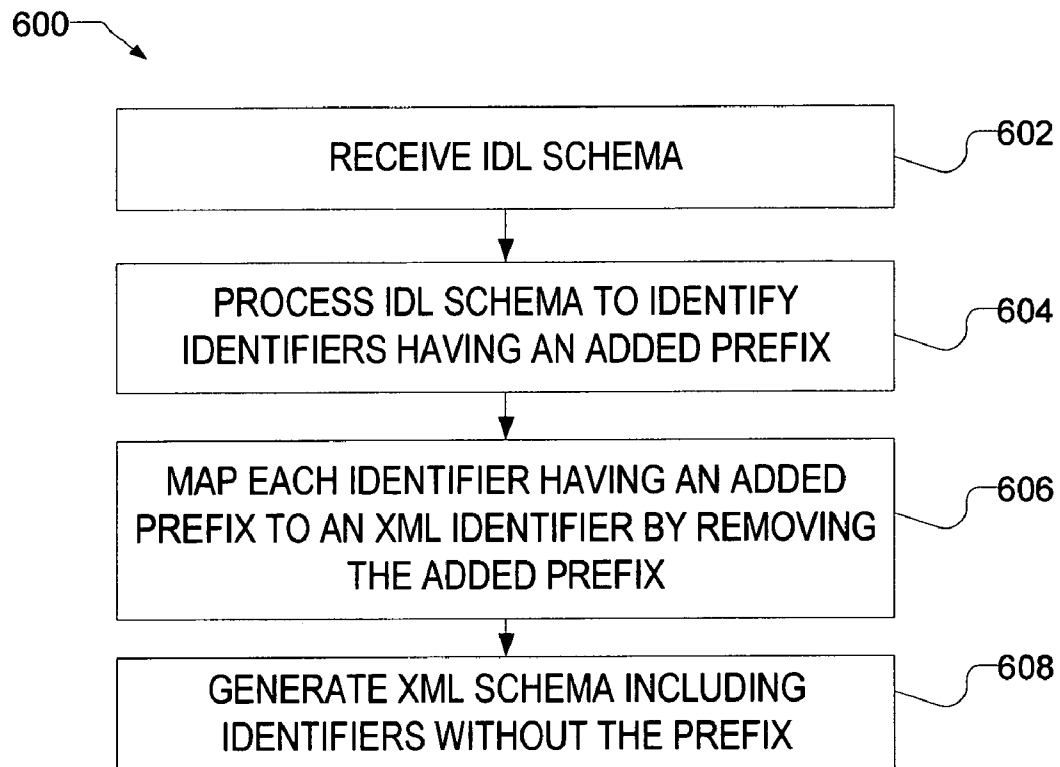 600
RECEIVE IDL SCHEMA
602
PROCESS IDL SCHEMA TO IDENTIFY
IDENTIFIERS HAVING AN ADDED PREFIX
604
MAP EACH IDENTIFIER HAVING AN ADDED
PREFIX TO AN XML IDENTIFIER BY REMOVING
THE ADDED PREFIX
606
GENERATE XML SCHEMA INCLUDING
IDENTIFIERS WITHOUT THE PREFIX
608